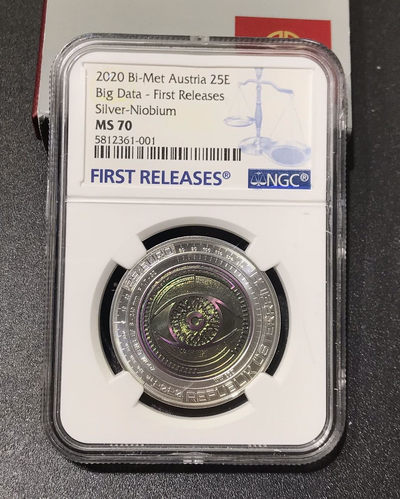 2020 Bi-Met Austria 25E
Big Data - First Releases
Silver-Niobium
MS 70
5812361-001
FIRST RELEASES®
NGC®